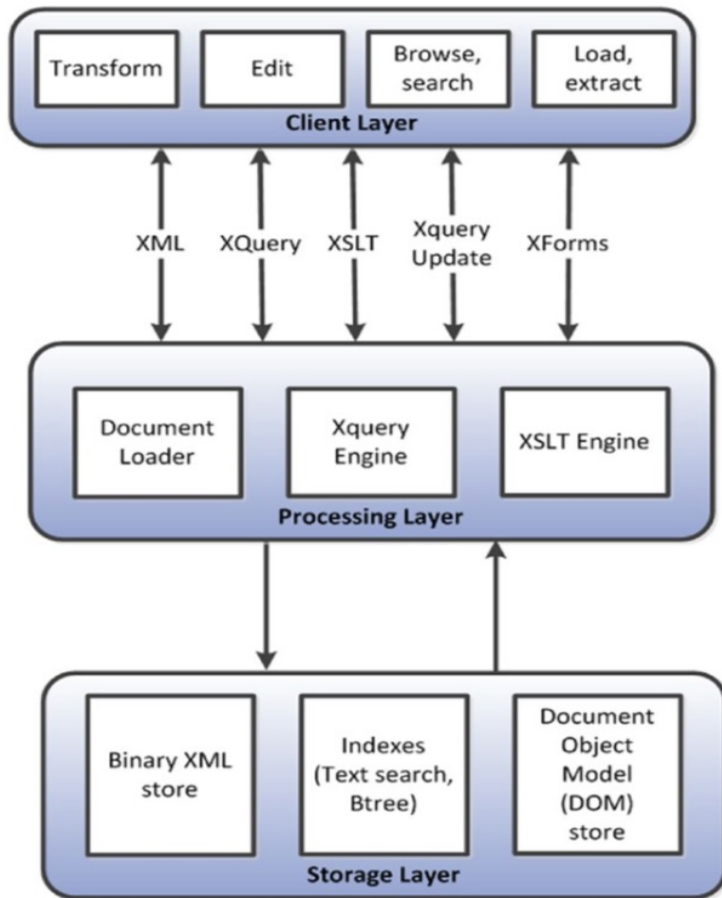 Transform
Edit
Browse,
search
Load,
extract
Client Layer
XML
XQuery
XSLT
Xquery
Update
XForms
Document
Loader
Xquery
Engine
XSLT Engine
Processing Layer
Binary XML
store
Indexes
(Text search,
Btree)
Document
Object
Model
(DOM)
store
Storage Layer